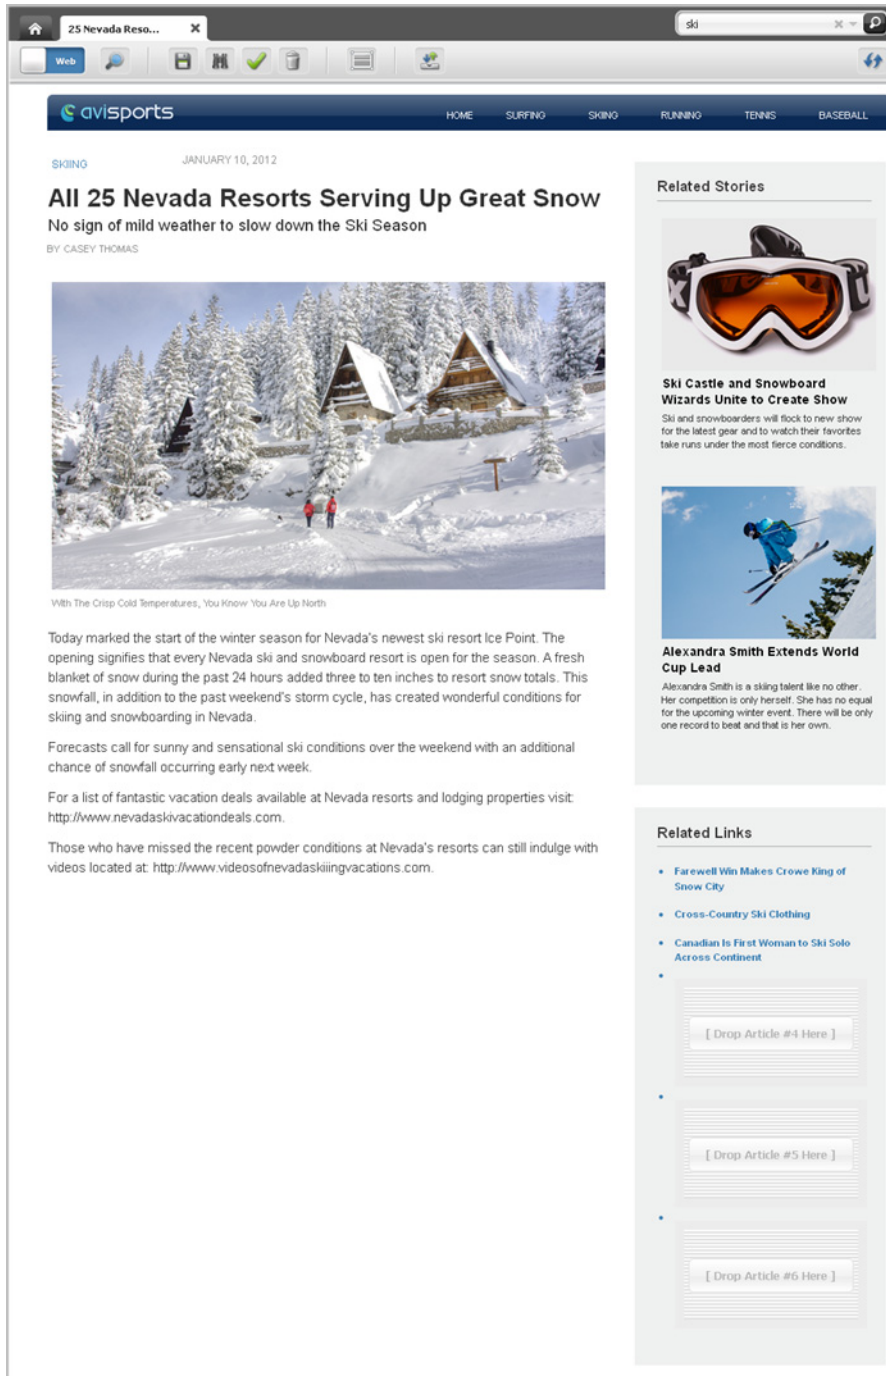 25 Nevada Reso...
ski
Web
avisports
HOME SURFING SKIING RUNNING TENNIS BASEBALL
SKIING
JANUARY 10, 2012
All 25 Nevada Resorts Serving Up Great Snow
No sign of mild weather to slow down the Ski Season
BY CASEY THOMAS
With The Crisp Cold Temperatures, You Know You Are Up North
Today marked the start of the winter season for Nevada's newest ski resort Ice Point. The
opening signifies that every Nevada ski and snowboard resort is open for the season. A fresh
blanket of snow during the past 24 hours added three to ten inches to resort snow totals. This
snowfall, in addition to the past weekend's storm cycle, has created wonderful conditions for
skiing and snowboarding in Nevada.
Forecasts call for sunny and sensational ski conditions over the weekend with an additional
chance of snowfall occurring early next week.
For a list of fantastic vacation deals available at Nevada resorts and lodging properties visit:
http://www.nevadaskivacationdeals.com.
Those who have missed the recent powder conditions at Nevada's resorts can still indulge with
videos located at: http://www.videosofnevadaskiiingvacations.com.
Related Stories
Ski Castle and Snowboard
Wizards Unite to Create Show
Ski and snowboarders will flock to new show
for the latest gear and to watch their favorites
take runs under the most fierce conditions.
Alexandra Smith Extends World
Cup Lead
Alexandra Smith is a skiing talent like no other.
Her competition is only herself. She has no equal
for the upcoming winter event. There will be only
one record to beat and that is her own.
Related Links
• Farewell Win Makes Crowe King of
Snow City
• Cross-Country Ski Clothing
• Canadian Is First Woman to Ski Solo
Across Continent
• [ Drop Article #4 Here ]
• [ Drop Article #5 Here ]
• [ Drop Article #6 Here ]